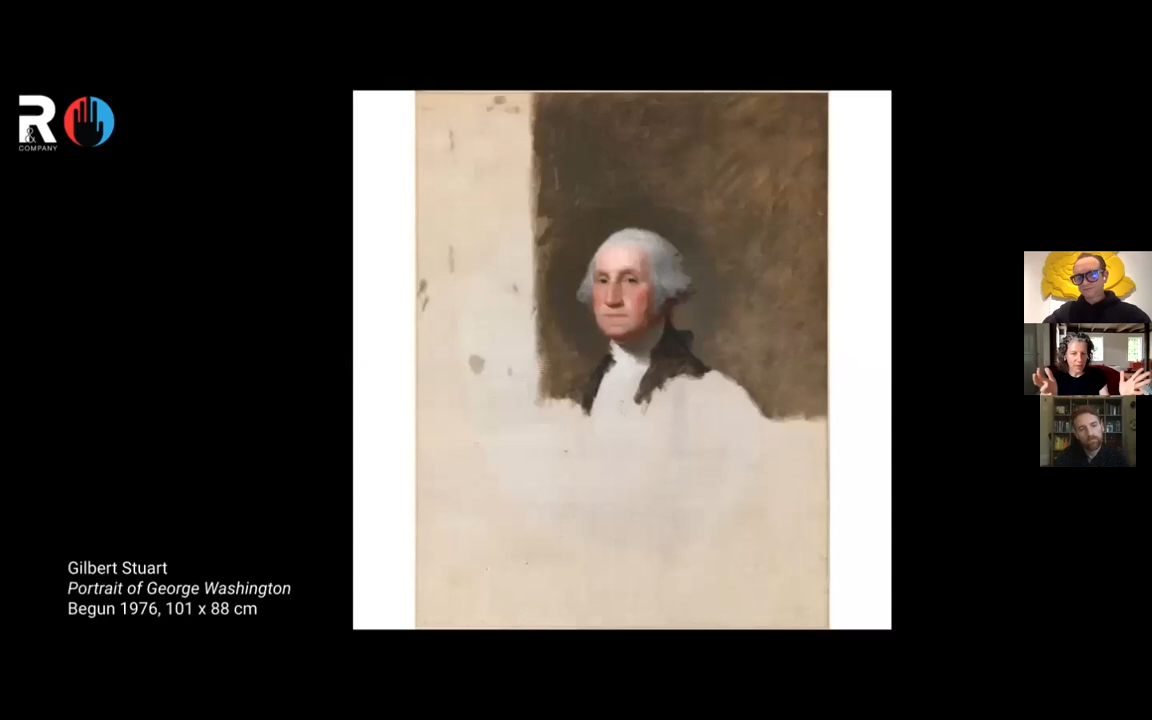 R
&
COMPANY
Gilbert Stuart
Portrait of George Washington
Begun 1976, 101 x 88 cm